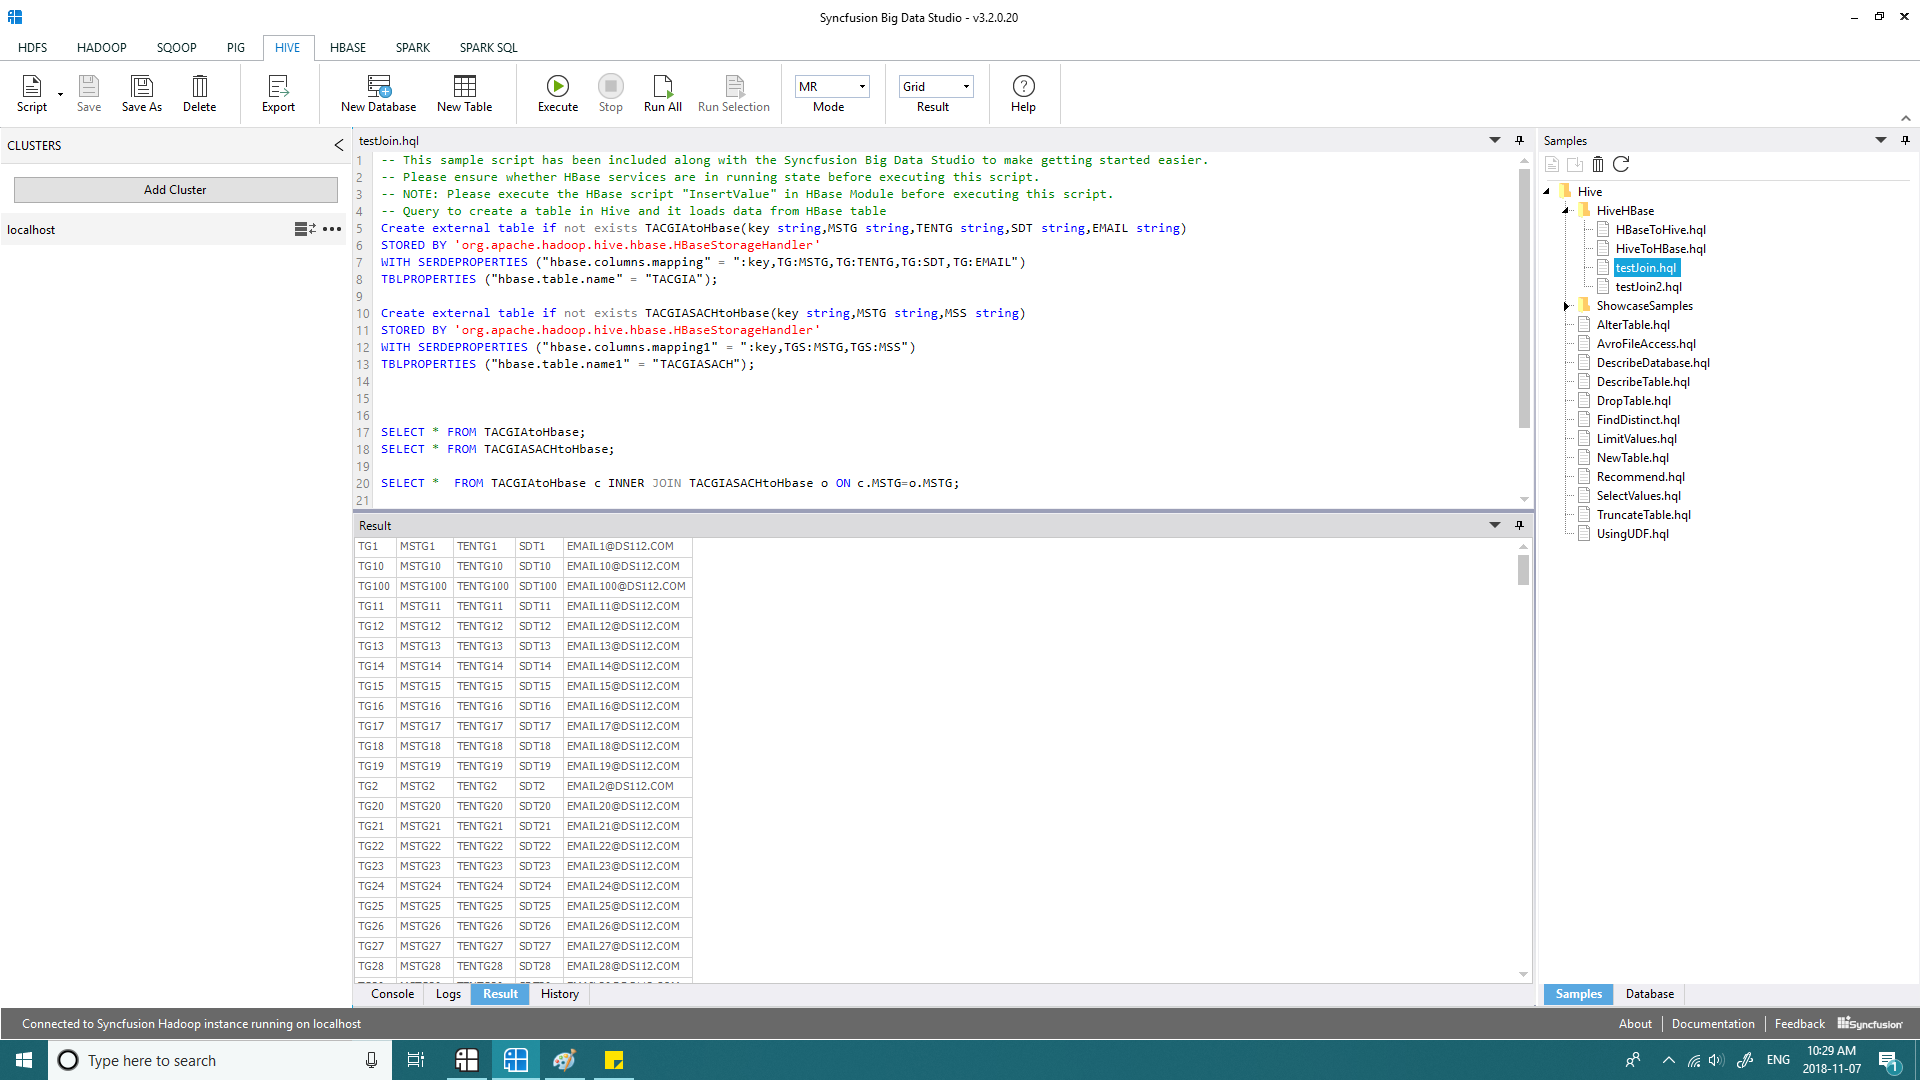 Syncfusion Big Data Studio - v3.2.0.20
HDFS HADOOP SQOOP PIG HIVE HBASE SPARK SPARK SQL
Script Save Save As Delete Export New Database New Table Execute Stop Run All Run Selection MR Mode Grid Result Help
CLUSTERS
Add Cluster
localhost
testJoin.hql
1 -- This sample script has been included along with the Syncfusion Big Data Studio to make getting started easier.
2 -- Please ensure whether HBase services are in running state before executing this script.
3 -- NOTE: Please execute the HBase script "InsertValue" in HBase Module before executing this script.
4 -- Query to create a table in Hive and it loads data from HBase table
5 Create external table if not exists TACGIAtoHbase(key string,MSTG string,TENTG string,SDT string,EMAIL string)
6 STORED BY 'org.apache.hadoop.hive.hbase.HBaseStorageHandler'
7 WITH SERDEPROPERTIES ("hbase.columns.mapping" = ":key,TG:MSTG,TG:TENTG,TG:SDT,TG:EMAIL")
8 TBLPROPERTIES ("hbase.table.name" = "TACGIA");
9
10 Create external table if not exists TACGIASACHtoHbase(key string,MSTG string,MSS string)
11 STORED BY 'org.apache.hadoop.hive.hbase.HBaseStorageHandler'
12 WITH SERDEPROPERTIES ("hbase.columns.mapping1" = ":key,TGS:MSTG,TGS:MSS")
13 TBLPROPERTIES ("hbase.table.name1" = "TACGIASACH");
14
15
16
17 SELECT * FROM TACGIAtoHbase;
18 SELECT * FROM TACGIASACHtoHbase;
19
20 SELECT *  FROM TACGIAtoHbase c INNER JOIN TACGIASACHtoHbase o ON c.MSTG=o.MSTG;
21
Result
TG1 MSTG1 TENTG1 SDT1 EMAIL1@DS112.COM
TG10 MSTG10 TENTG10 SDT10 EMAIL10@DS112.COM
TG100 MSTG100 TENTG100 SDT100 EMAIL100@DS112.COM
TG11 MSTG11 TENTG11 SDT11 EMAIL11@DS112.COM
TG12 MSTG12 TENTG12 SDT12 EMAIL12@DS112.COM
TG13 MSTG13 TENTG13 SDT13 EMAIL13@DS112.COM
TG14 MSTG14 TENTG14 SDT14 EMAIL14@DS112.COM
TG15 MSTG15 TENTG15 SDT15 EMAIL15@DS112.COM
TG16 MSTG16 TENTG16 SDT16 EMAIL16@DS112.COM
TG17 MSTG17 TENTG17 SDT17 EMAIL17@DS112.COM
TG18 MSTG18 TENTG18 SDT18 EMAIL18@DS112.COM
TG19 MSTG19 TENTG19 SDT19 EMAIL19@DS112.COM
TG2 MSTG2 TENTG2 SDT2 EMAIL2@DS112.COM
TG20 MSTG20 TENTG20 SDT20 EMAIL20@DS112.COM
TG21 MSTG21 TENTG21 SDT21 EMAIL21@DS112.COM
TG22 MSTG22 TENTG22 SDT22 EMAIL22@DS112.COM
TG23 MSTG23 TENTG23 SDT23 EMAIL23@DS112.COM
TG24 MSTG24 TENTG24 SDT24 EMAIL24@DS112.COM
TG25 MSTG25 TENTG25 SDT25 EMAIL25@DS112.COM
TG26 MSTG26 TENTG26 SDT26 EMAIL26@DS112.COM
TG27 MSTG27 TENTG27 SDT27 EMAIL27@DS112.COM
TG28 MSTG28 TENTG28 SDT28 EMAIL28@DS112.COM
Console Logs Result History
Samples
Hive
HiveHBase
HBaseToHive.hql
HiveToHBase.hql
testJoin.hql
testJoin2.hql
ShowcaseSamples
AlterTable.hql
AvroFileAccess.hql
DescribeDatabase.hql
DescribeTable.hql
DropTable.hql
FindDistinct.hql
LimitValues.hql
NewTable.hql
Recommend.hql
SelectValues.hql
TruncateTable.hql
UsingUDF.hql
Samples Database
Connected to Syncfusion Hadoop instance running on localhost
About Documentation Feedback Syncfusion
Type here to search
ENG
10:29 AM
2018-11-07
1